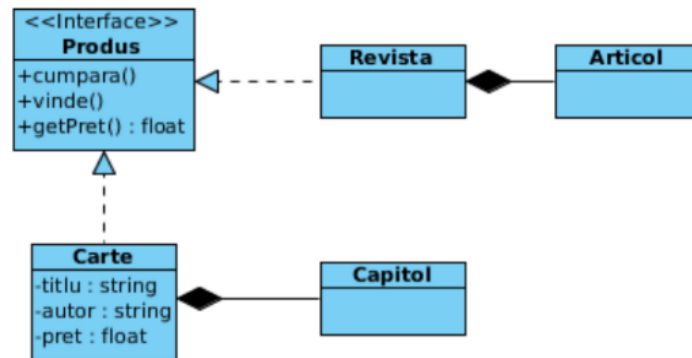 <<Interface>>
Produs
+cumpara()
+vinde()
+getPret() : float
Revista
Articol
Carte
-titlu : string
-autor : string
-pret : float
Capitol